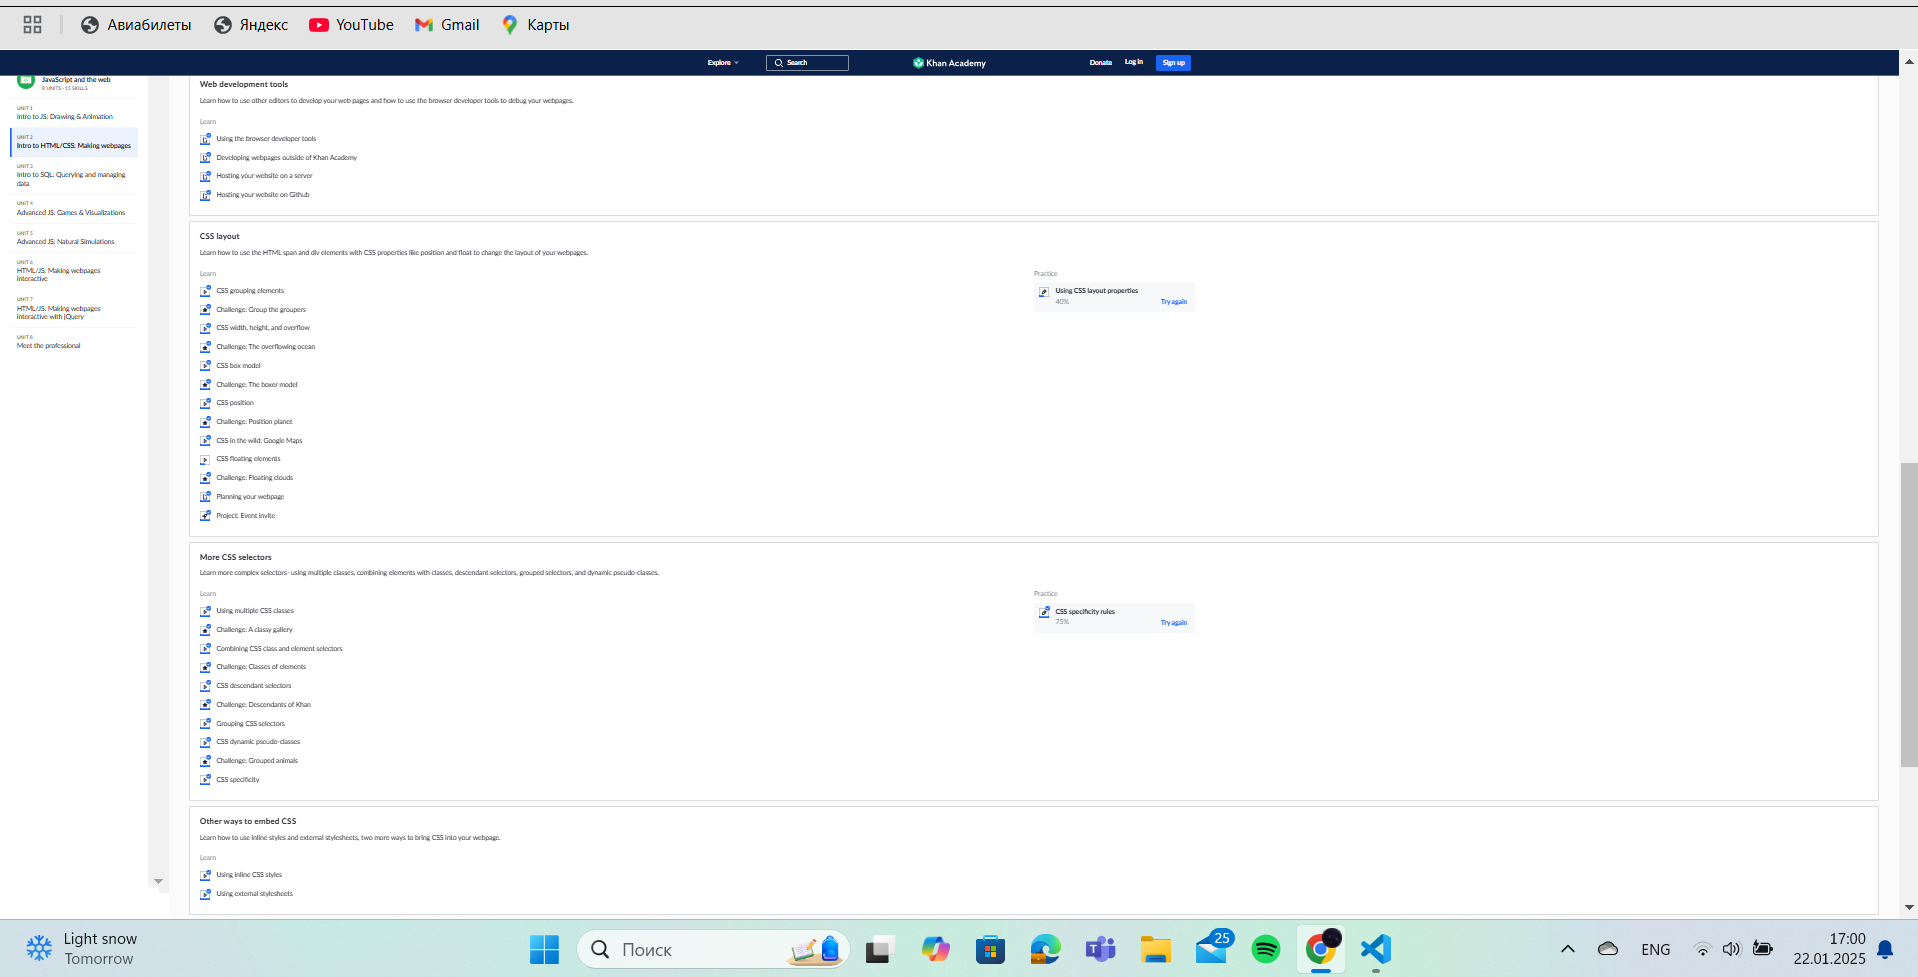 Авиабилеты
Яндекс
YouTube
Gmail
Карты
Explore
Search
Khan Academy
Donate
Log in
Sign up
JavaScript and the web
8 UNITS · 15 SKILLS
UNIT 1
Intro to JS: Drawing & Animation
UNIT 2
Intro to HTML/CSS: Making webpages
UNIT 3
Intro to SQL: Querying and managing
data
UNIT 4
Advanced JS: Games & Visualizations
UNIT 5
Advanced JS: Natural Simulations
UNIT 6
HTML/JS: Making webpages
interactive
UNIT 7
HTML/JS: Making webpages
interactive with jQuery
UNIT 8
Meet the professional
Web development tools
Learn how to use other editors to develop your web pages and how to use the browser developer tools to debug your webpages.
Learn
Using the browser developer tools
Developing webpages outside of Khan Academy
Hosting your website on a server
Hosting your website on Github
CSS layout
Learn how to use the HTML span and div elements with CSS properties like position and float to change the layout of your webpages.
Learn
CSS grouping elements
Challenge: Group the groupers
CSS width, height, and overflow
Challenge: The overflowing ocean
CSS box model
Challenge: The boxer model
CSS position
Challenge: Position planet
CSS in the wild: Google Maps
CSS floating elements
Challenge: Floating clouds
Planning your webpage
Project: Event invite
Practice
Using CSS layout properties
40%
Try again
More CSS selectors
Learn more complex selectors- using multiple classes, combining elements with classes, descendant selectors, grouped selectors, and dynamic pseudo-classes.
Learn
Using multiple CSS classes
Challenge: A classy gallery
Combining CSS class and element selectors
Challenge: Classes of elements
CSS descendant selectors
Challenge: Descendants of Khan
Grouping CSS selectors
CSS dynamic pseudo-classes
Challenge: Grouped animals
CSS specificity
Practice
CSS specificity rules
75%
Try again
Other ways to embed CSS
Learn how to use inline styles and external stylesheets, two more ways to bring CSS into your webpage.
Learn
Using inline CSS styles
Using external stylesheets
Light snow
Tomorrow
Поиск
25
ENG
17:00
22.01.2025